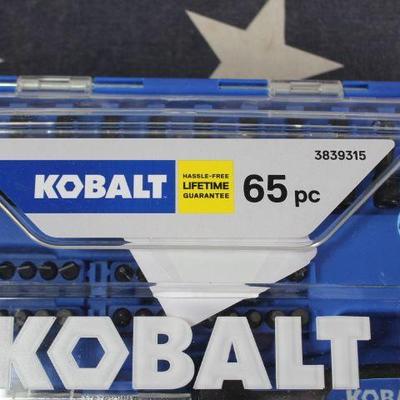 3839315
KOBALT HASSLE-FREE LIFETIME GUARANTEE 65 pc
KOBALT